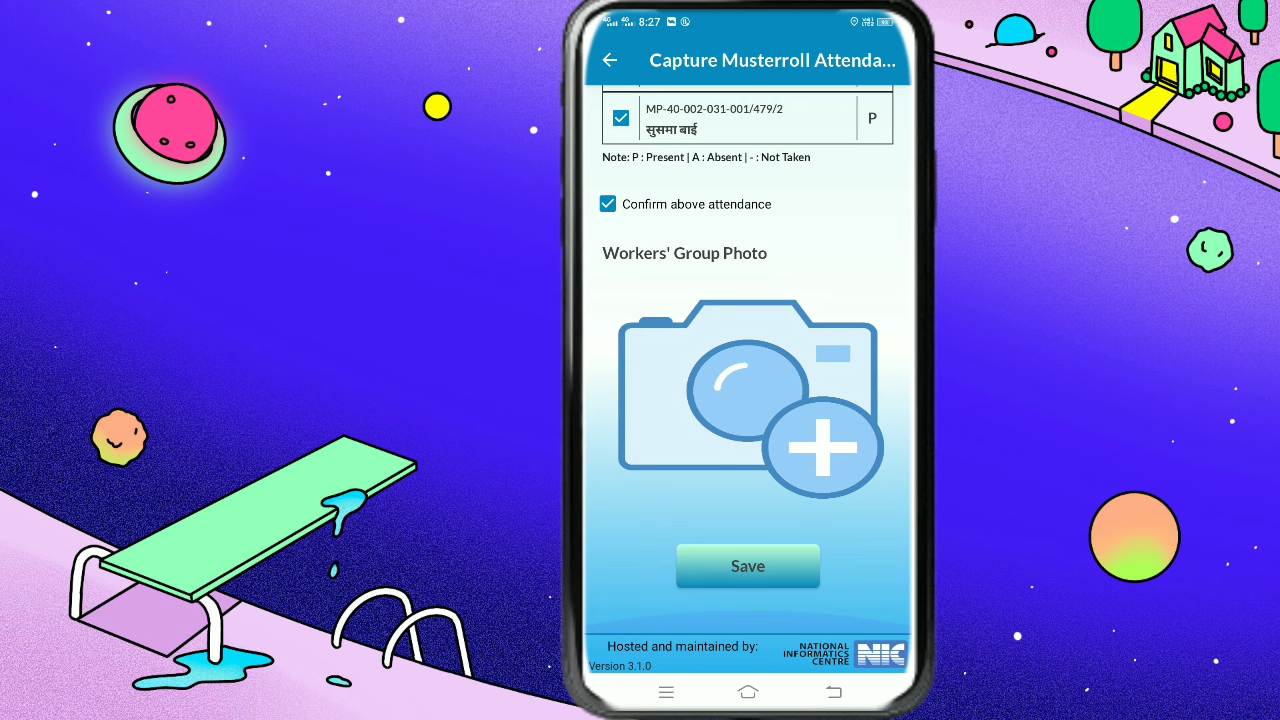 8:27
Capture Musterroll Attenda...
MP-40-002-031-001/479/2
सुसमा बाई
P
Note: P : Present | A : Absent | - : Not Taken
Confirm above attendance
Workers' Group Photo
Save
Hosted and maintained by:
NATIONAL
INFORMATICS
CENTRE
NIC
Version 3.1.0